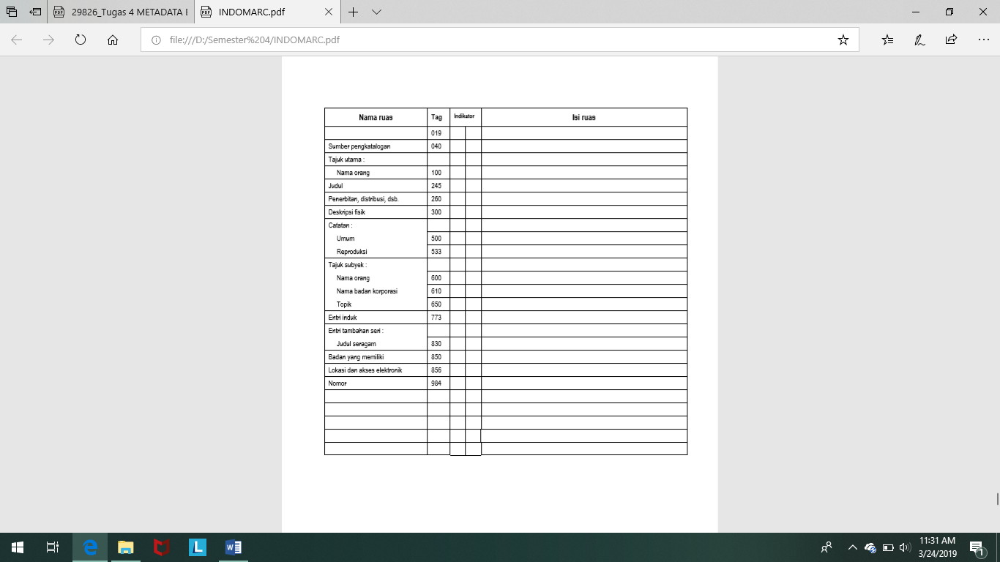 29826_Tugas 4 METADATA E
INDOMARC.pdf
file:///D:/Semester%204/INDOMARC.pdf
Nama ruas Tag Indikator Isi ruas
019
Sumber pengkatalogan 040
Tajuk utama :
Nama orang 100
Judul 245
Penerbitan, distribusi, dsb. 260
Deskripsi fisik 300
Catatan :
Umum 500
Reproduksi 533
Tajuk subyek :
Nama orang 600
Nama badan korporasi 610
Topik 650
Entri induk 773
Entri tambahan seri :
Judul seragam 830
Badan yang memiliki 850
Lokasi dan akses elektronik 856
Nomor 984
11:31 AM
3/24/2019
1